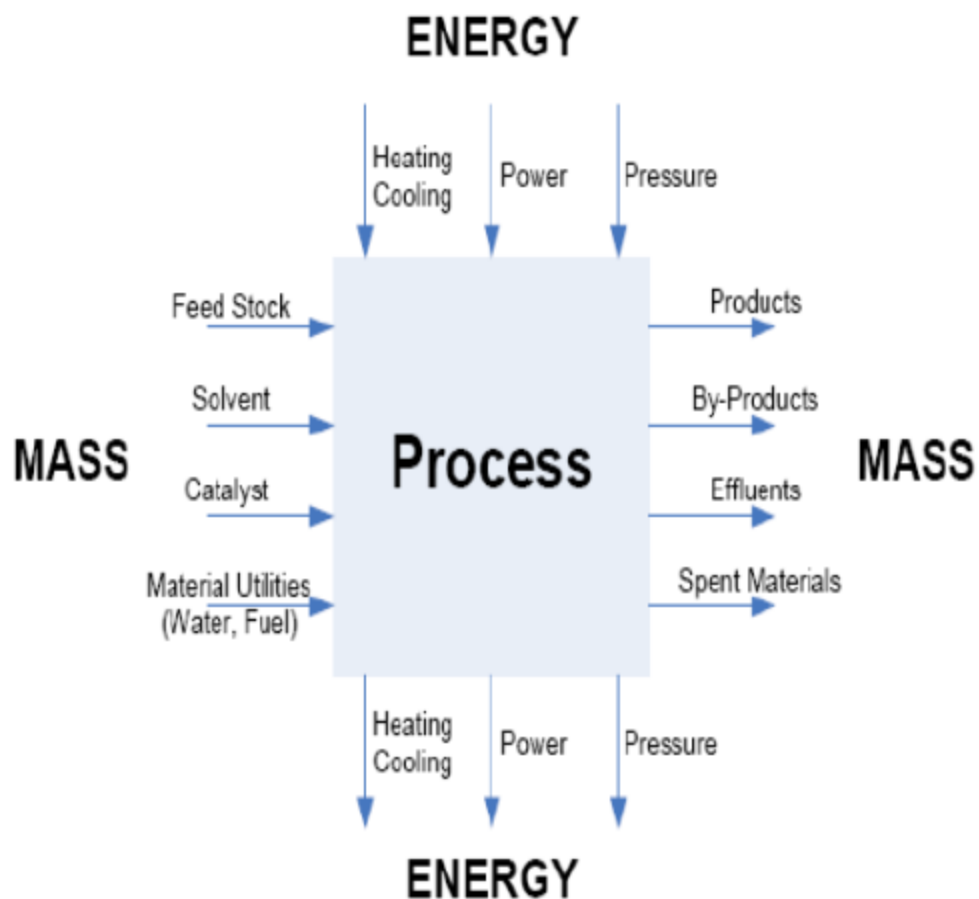 ENERGY
Heating
Cooling
Power
Pressure
Feed Stock
Products
Solvent
By-Products
MASS
Process
MASS
Catalyst
Effluents
Material Utilities
(Water, Fuel)
Spent Materials
Heating
Cooling
Power
Pressure
ENERGY